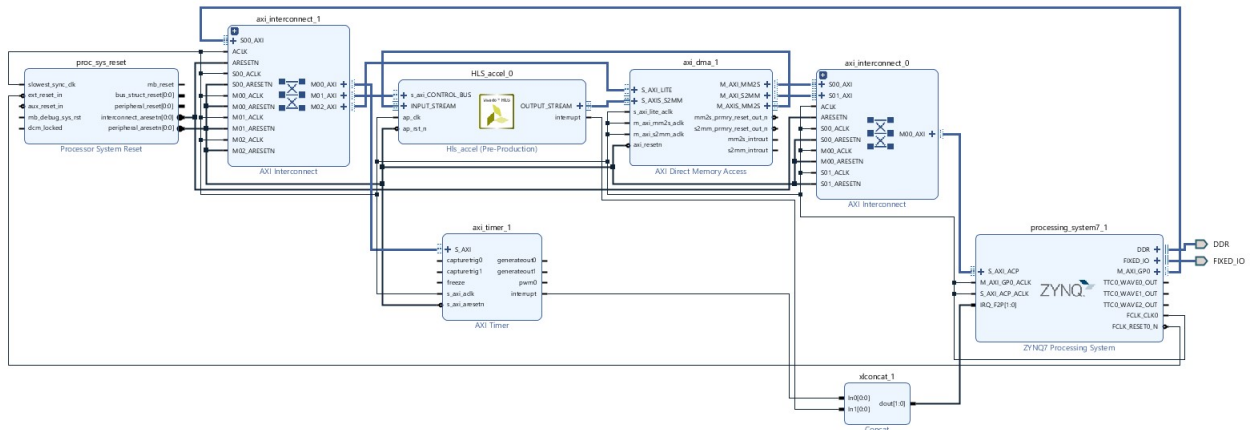 axi_interconnect_1
S00_AXI
ACLK
ARESETN
S00_ACLK
S00_ARESETN
M00_ACLK
M00_ARESETN
M01_ACLK
M01_ARESETN
M02_ACLK
M02_ARESETN
M00_AXI
M01_AXI
M02_AXI
AXI Interconnect
proc_sys_reset
slowest_sync_clk
ext_reset_in
aux_reset_in
mb_debug_sys_rst
dcm_locked
mb_reset
bus_struct_reset[0:0]
peripheral_reset[0:0]
interconnect_aresetn[0:0]
peripheral_aresetn[0:0]
Processor System Reset
HLS_accel_0
s_axi_CONTROL_BUS
INPUT_STREAM
ap_clk
ap_rst_n
OUTPUT_STREAM
interrupt
Hls_accel (Pre-Production)
axi_dma_1
S_AXI_LITE
S_AXIS_S2MM
s_axi_lite_aclk
m_axi_mm2s_aclk
m_axi_s2mm_aclk
axi_resetn
M_AXI_MM2S
M_AXI_S2MM
M_AXIS_MM2S
mm2s_prmry_reset_out_n
s2mm_prmry_reset_out_n
mm2s_introut
s2mm_introut
AXI Direct Memory Access
axi_interconnect_0
S00_AXI
S01_AXI
ACLK
ARESETN
S00_ACLK
S00_ARESETN
M00_ACLK
M00_ARESETN
S01_ACLK
S01_ARESETN
M00_AXI
AXI Interconnect
axi_timer_1
S_AXI
capturetrig0
capturetrig1
freeze
s_axi_aclk
s_axi_aresetn
generateout0
generateout1
pwm0
interrupt
AXI Timer
processing_system7_1
S_AXI_ACP
M_AXI_GP0_ACLK
S_AXI_ACP_ACLK
IRQ_F2P[1:0]
ZYNQ
DDR
FIXED_IO
M_AXI_GP0
TTC0_WAVE0_OUT
TTC0_WAVE1_OUT
TTC0_WAVE2_OUT
FCLK_CLK0
FCLK_RESET0_N
ZYNQ7 Processing System
DDR
FIXED_IO
xlconcat_1
In0[0:0]
In1[0:0]
dout[1:0]
Concat